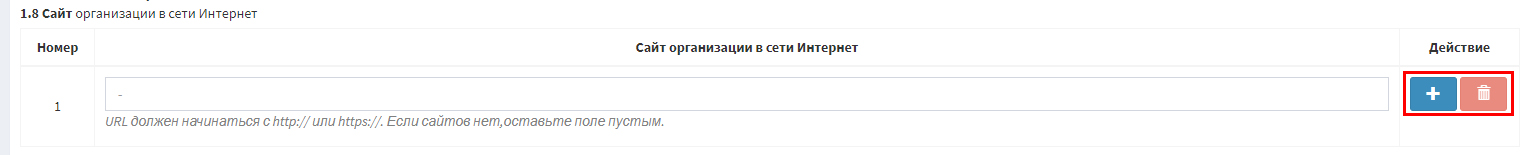 1.8 Сайт организации в сети Интернет
Номер Сайт организации в сети Интернет Действие
1 -
URL должен начинаться с http:// или https://. Если сайтов нет,оставьте поле пустым.